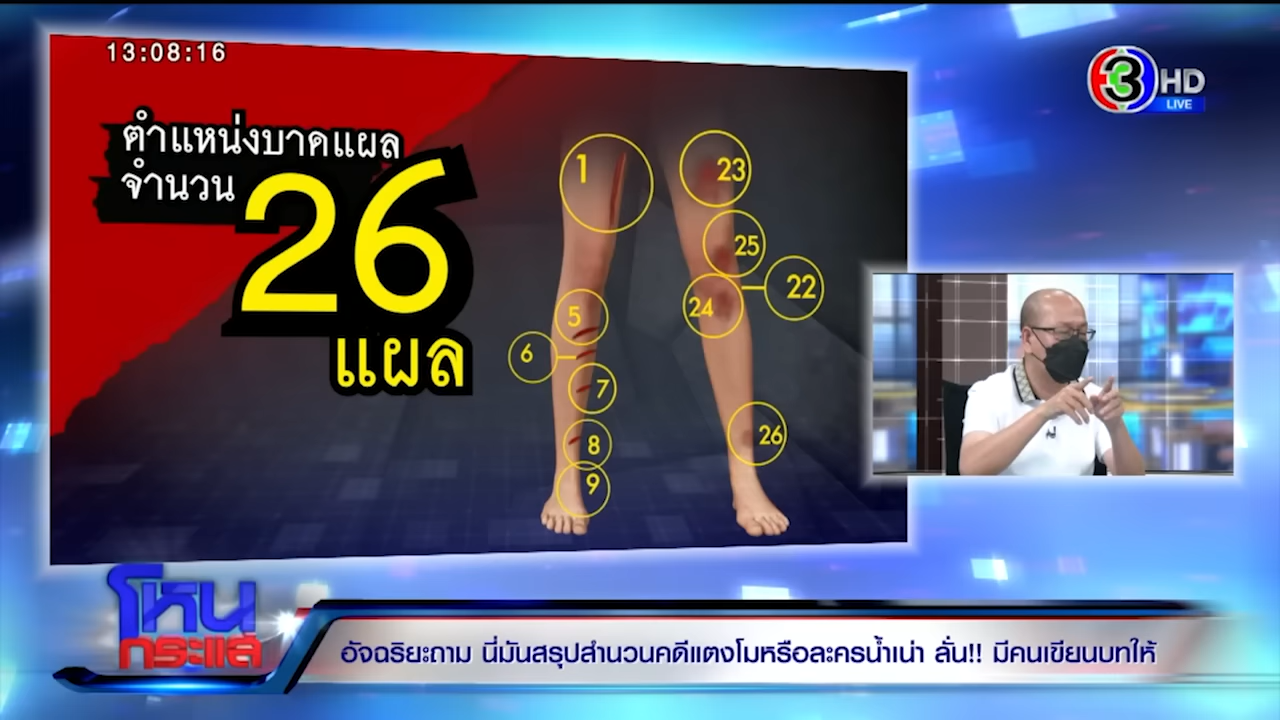 13:08:16
3 HD
LIVE
ตำแหน่งบาดแผล
จำนวน
26
แผล
1
23
25
22
24
5
6
7
8
26
9
โหน
กระแส
อัจฉริยะถาม นี่มันสรุปสำนวนคดีแตงโมหรือละครน้ำเน่า ลั่น!! มีคนเขียนบทให้